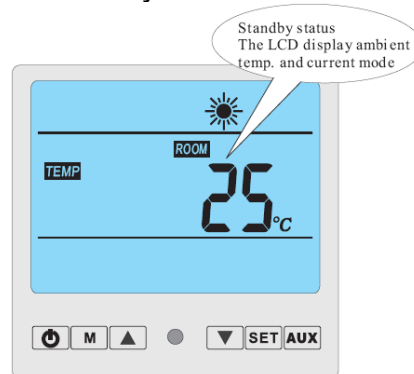 Standby status
The LCD display ambient
temp. and current mode
ROOM
TEMP
25
°C
M
SET
AUX